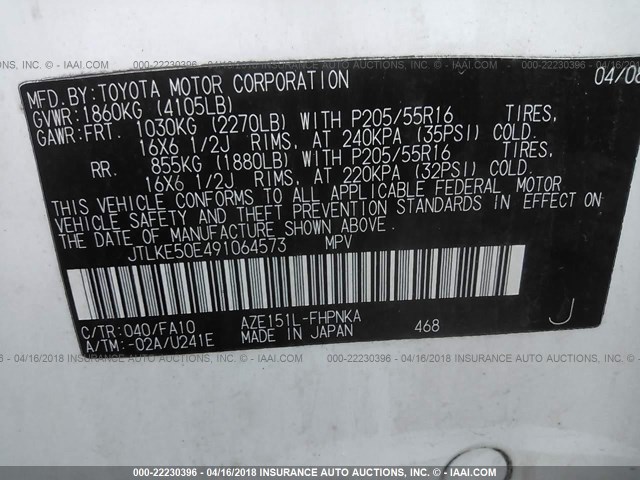 000-22230396 - 04/16/2018 INSURANCE AUTO AUCTIONS, INC. © - IAAI.COM
MFD.BY:TOYOTA MOTOR CORPORATION 04/08
GVWR:1860KG (4105LB)
GAWR:FRT. 1030KG (2270LB) WITH P205/55R16 TIRES,
16X6 1/2J RIMS, AT 240KPA (35PSI) COLD.
RR. 855KG (1880LB) WITH P205/55R16 TIRES,
16X6 1/2J RIMS, AT 220KPA (32PSI) COLD.
THIS VEHICLE CONFORMS TO ALL APPLICABLE FEDERAL MOTOR
VEHICLE SAFETY AND THEFT PREVENTION STANDARDS IN EFFECT ON
THE DATE OF MANUFACTURE SHOWN ABOVE.
JTLKE50E491064573 MPV
C/TR:040/FA10 AZE151L-FHPNKA
A/TM:-02A/U241E MADE IN JAPAN 468 J
000-22230396 - 04/16/2018 INSURANCE AUTO AUCTIONS, INC. © - IAAI.COM
000-22230396 - 04/16/2018 INSURANCE AUTO AUCTIONS, INC. © - IAAI.COM